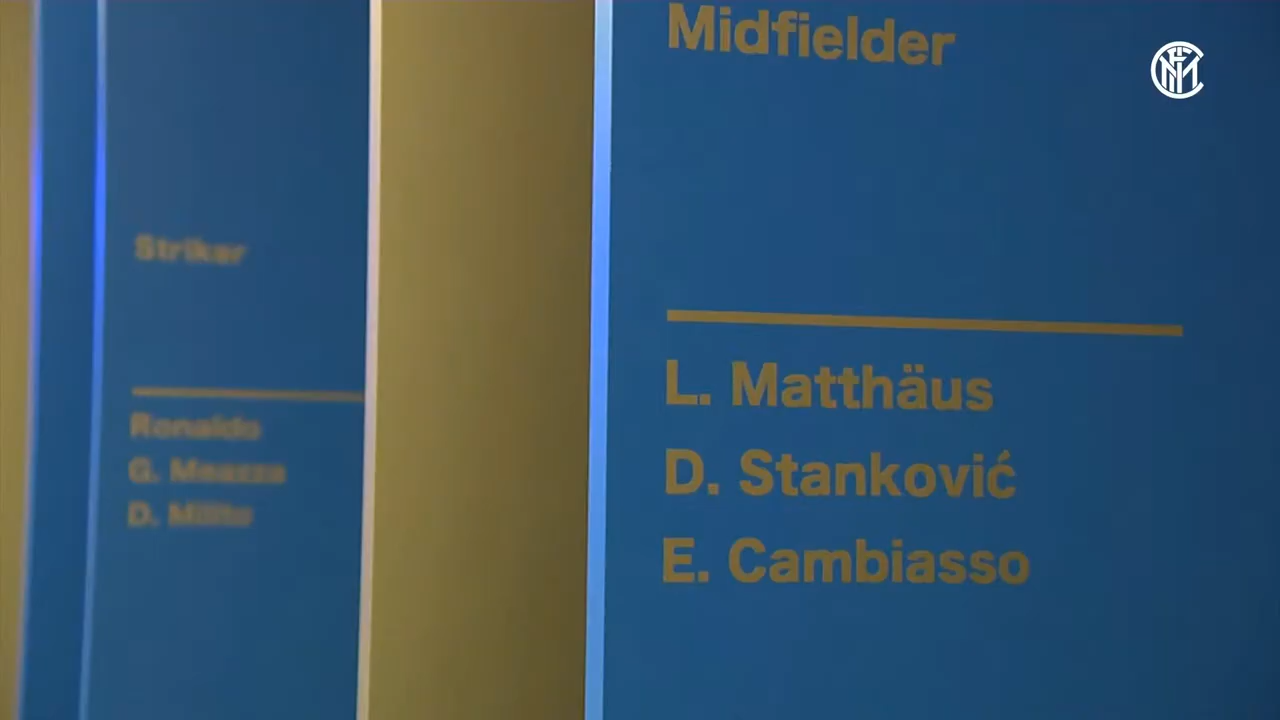 Midfielder
L. Matthäus
D. Stanković
E. Cambiasso
Striker
Ronaldo
G. Meazza
D. Milito